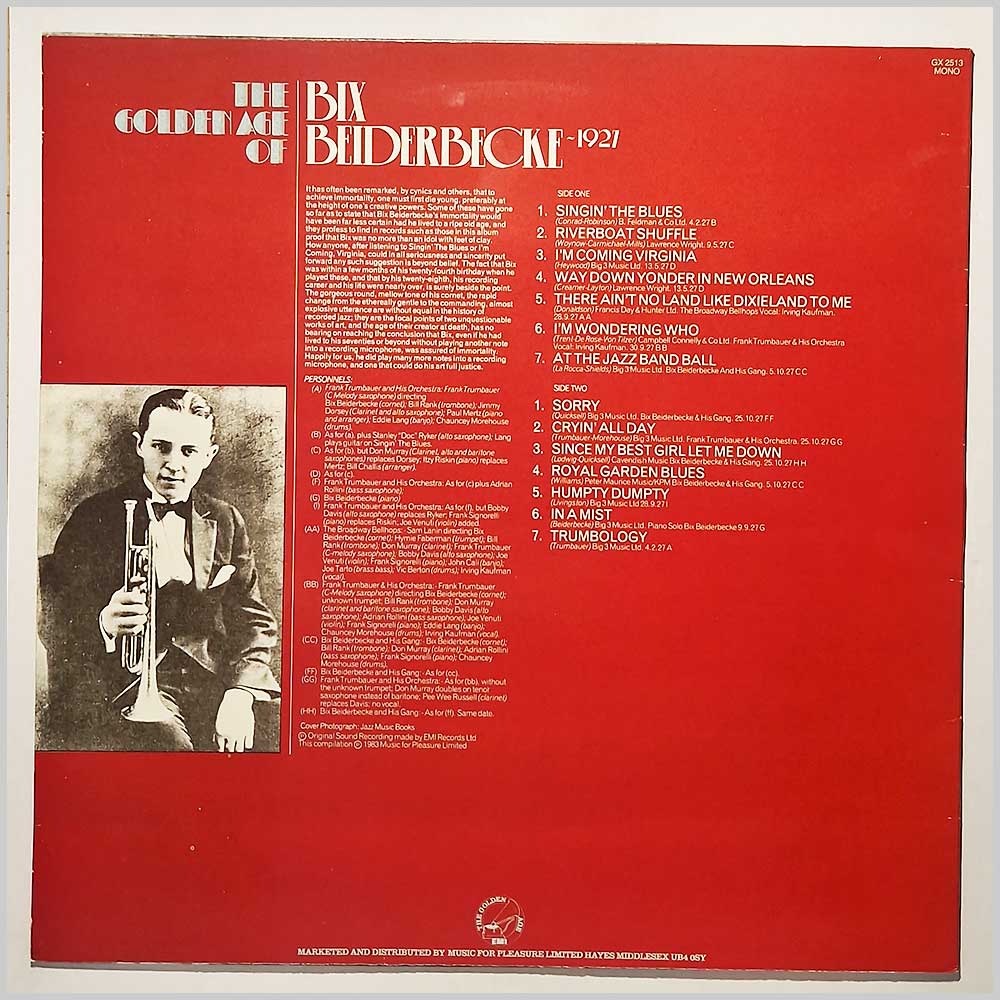 GX 2513
MONO
THE
GOLDEN AGE
OF
BIX
BEIDERBECKE ~1927
It has often been remarked, by cynics and others, that to
achieve immortality, one must first die young, preferably at
the height of one's creative powers. Some of these have gone
so far as to state that Bix Beiderbecke's immortality would
have been far less certain had he lived to a ripe old age, and
they profess to find in records such as those in this album
proof that Bix was no more than an idol with feet of clay.
How anyone, after listening to Singin' The Blues or I'm
Coming, Virginia, could in all seriousness and sincerity put
forward any such suggestion is beyond belief. The fact that Bix
was within a few months of his twenty-fourth birthday when he
made these, and that by his twenty-eighth, his recording
career and his life were nearly over, is surely beside the point.
The gorgeous round, mellow tone of his cornet, the rapid
change from the ethereally gentle to the commanding, almost
explosive utterance are without equal in the history of
recorded jazz; they are the focal points of two unquestionable
works of art, and the age of their creator at death, has no
bearing on reaching the conclusion that Bix, even if he had
lived to his seventies or beyond without playing another note
into a recording microphone, was assured of immortality.
Happily for us, he did play many more notes into a recording
microphone, and one that could do his art full justice.
PERSONNELS:
(A) Frank Trumbauer and His Orchestra: Frank Trumbauer
(C Melody saxophone) directing
Bix Beiderbecke (cornet); Bill Rank (trombone); Jimmy
Dorsey (Clarinet and alto saxophone); Paul Mertz (piano
and arranger); Eddie Lang (banjo); Chauncey Morehouse
(drums).
(B) As for (a), plus Stanley "Doc" Ryker (alto saxophone); Lang
plays guitar on Singin' The Blues.
(C) As for (b), but Don Murray (Clarinet, alto and baritone
saxophones) replaces Dorsey; Itzy Riskin (piano) replaces
Mertz; Bill Challis (arranger).
(D) As for (c).
(F) Frank Trumbauer and His Orchestra: As for (c) plus Adrian
Rollini (bass saxophone);
(G) Bix Beiderbecke (piano)
(I) Frank Trumbauer and His Orchestra: As for (f), but Bobby
Davis (alto saxophone) replaces Ryker; Frank Signorelli
(piano) replaces Riskin; Joe Venuti (violin) added.
(AA) The Broadway Bellhops:- Sam Lanin directing Bix
Beiderbecke (cornet); Hymie Faberman (trumpet); Bill
Rank (trombone); Don Murray (clarinet); Frank Trumbauer
(C-melody saxophone); Bobby Davis (alto saxophone); Joe
Venuti (violin); Frank Signorelli (piano); John Cali (banjo);
Joe Tarto (brass bass); Vic Berton (drums); Irving Kaufman
(vocal).
(BB) Frank Trumbauer & His Orchestra:- Frank Trumbauer
(C-Melody saxophone) directing Bix Beiderbecke (cornet);
unknown trumpet; Bill Rank (trombone); Don Murray
(clarinet and baritone saxophone); Bobby Davis (alto
saxophone); Adrian Rollini (bass saxophone); Joe Venuti
(violin); Frank Signoreli (piano); Eddie Lang (banjo);
Chauncey Morehouse (drums); Irving Kaufman (vocal).
(CC) Bix Beiderbecke and His Gang:- Bix Beiderbecke (cornet);
Bill Rank (trombone); Don Murray (clarinet); Adrian Rollini
(bass saxophone); Frank Signorelli (piano); Chauncey
Morehouse (drums).
(FF) Bix Beiderbecke and His Gang:- As for (cc).
(GG) Frank Trumbauer and His Orchestra:- As for (bb), without
the unknown trumpet; Don Murray doubles on tenor
saxophone instead of baritone; Pee Wee Russell (clarinet)
replaces Davis; no vocal.
(HH) Bix Beiderbecke and His Gang:- As for (ff). Same date.
Cover Photograph: Jazz Music Books
Ⓟ Original Sound Recording made by EMI Records Ltd
This compilation Ⓟ 1983 Music for Pleasure Limited
SIDE ONE
1. SINGIN' THE BLUES
(Conrad-Robinson) B. Feldman & Co Ltd. 4.2.27 B
2. RIVERBOAT SHUFFLE
(Woynow-Carmichael-Mills) Lawrence Wright. 9.5.27 C
3. I'M COMING VIRGINIA
(Heywood) Big 3 Music Ltd. 13.5.27 D
4. WAY DOWN YONDER IN NEW ORLEANS
(Creamer-Layton) Lawrence Wright. 13.5.27 D
5. THERE AIN'T NO LAND LIKE DIXIELAND TO ME
(Donaldson) Francis Day & Hunter Ltd. The Broadway Bellhops Vocal: Irving Kaufman.
28.9.27 A A
6. I'M WONDERING WHO
(Trent-De Rose-Von Tilzer) Campbell Connelly & Co Ltd. Frank Trumbauer & His Orchestra
Vocal: Irving Kaufman. 30.9.27 B B
7. AT THE JAZZ BAND BALL
(La Rocca-Shields) Big 3 Music Ltd. Bix Beiderbecke And His Gang. 5.10.27 C C
SIDE TWO
1. SORRY
(Quicksell) Big 3 Music Ltd. Bix Beiderbecke & His Gang. 25.10.27 F F
2. CRYIN' ALL DAY
(Trumbauer-Morehouse) Big 3 Music Ltd. Frank Trumbauer & His Orchestra. 25.10.27 G G
3. SINCE MY BEST GIRL LET ME DOWN
(Lodwig-Quicksell) Cavendish Music Bix Beiderbecke & His Gang. 25.10.27 H H
4. ROYAL GARDEN BLUES
(Williams) Peter Maurice Music/KPM Bix Beiderbecke & His Gang. 5.10.27 C C
5. HUMPTY DUMPTY
(Livingston) Big 3 Music Ltd 28.9.27 I
6. IN A MIST
(Beiderbecke) Big 3 Music Ltd. Piano Solo Bix Beiderbecke 9.9.27 G
7. TRUMBOLOGY
(Trumbauer) Big 3 Music Ltd. 4.2.27 A
THE GOLDEN AGE
EMI
MARKETED AND DISTRIBUTED BY MUSIC FOR PLEASURE LIMITED HAYES MIDDLESEX UB4 0SY